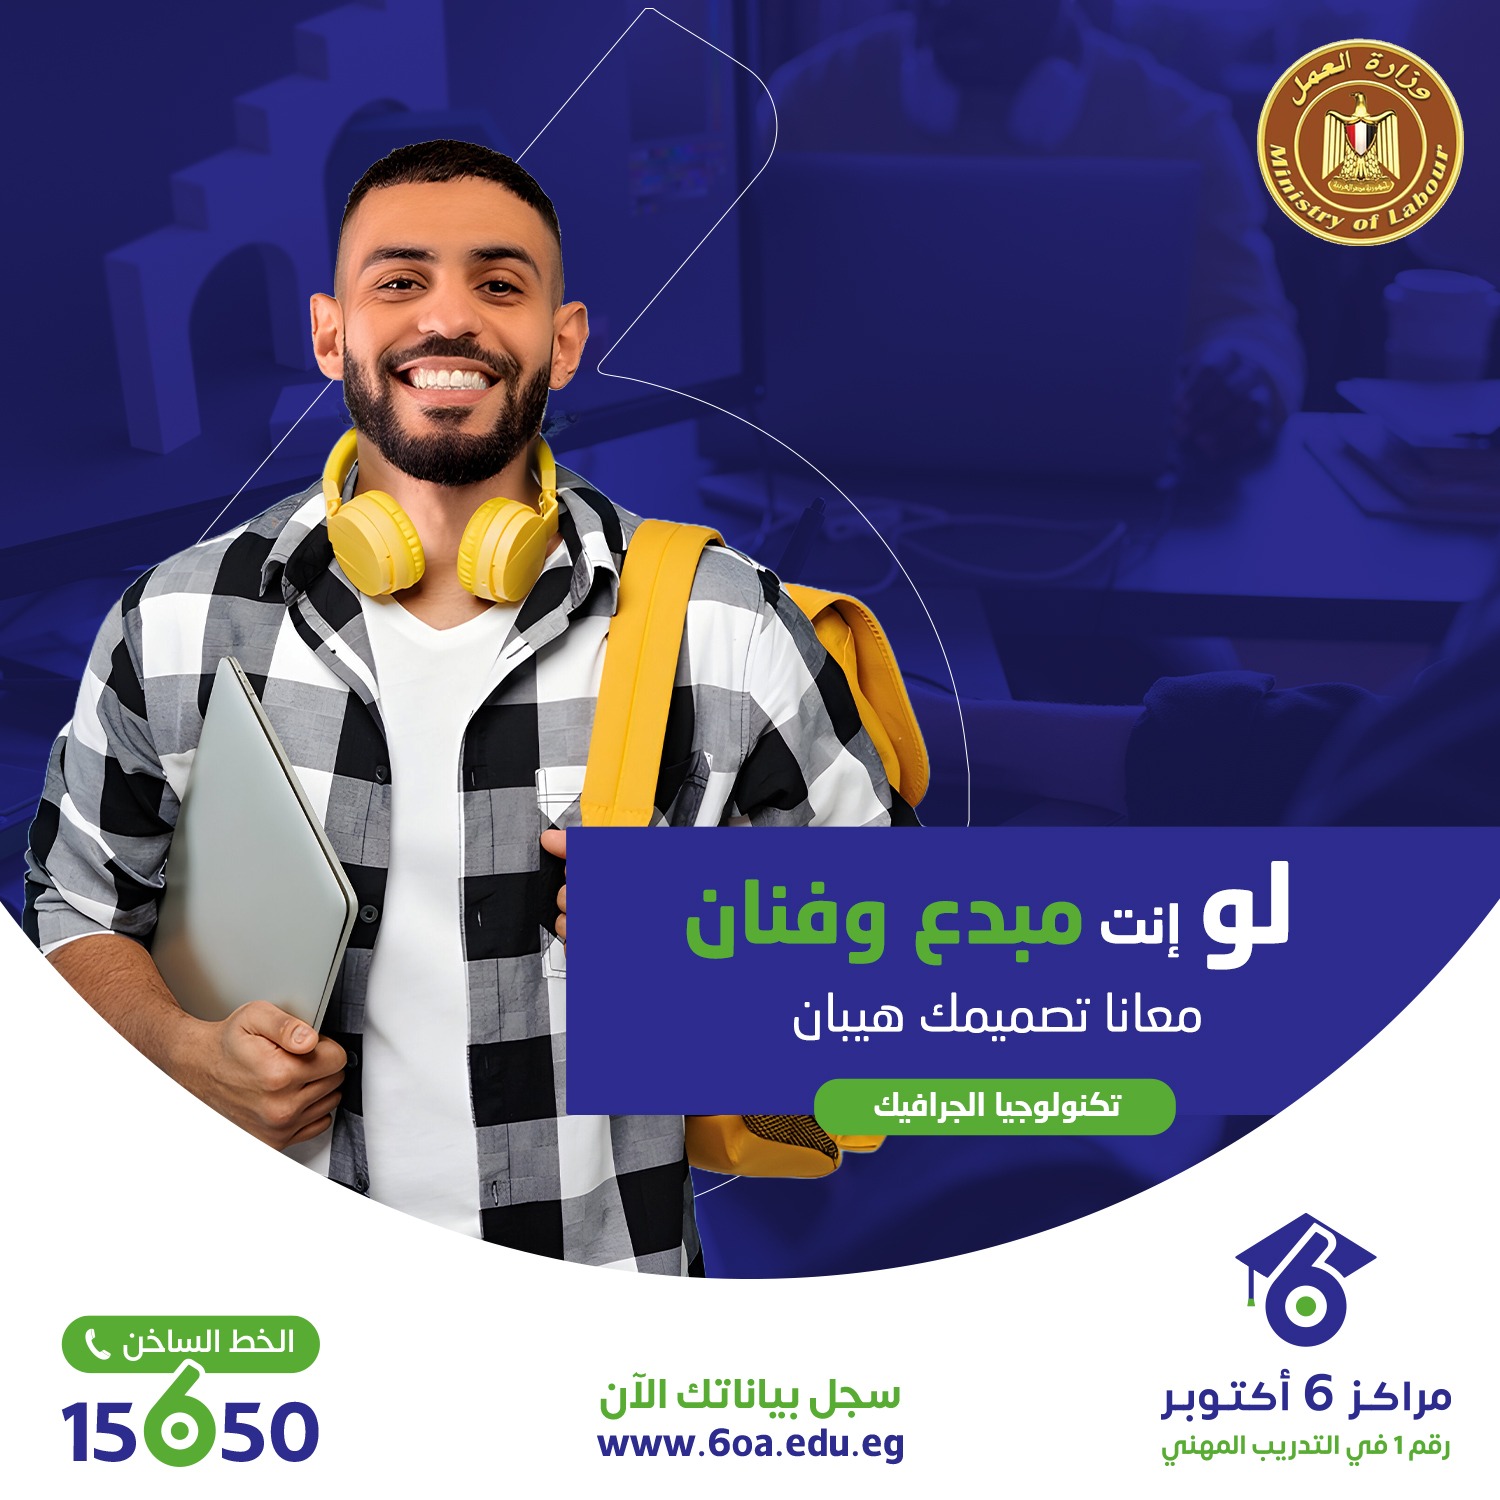 وزارة العمل
Ministry of Labour
لو إنت مبدع وفنان
معانا تصميمك هيبان
تكنولوجيا الجرافيك
الخط الساخن
15650
سجل بياناتك الآن
www.6oa.edu.eg
6
مراكز 6 أكتوبر
رقم 1 في التدريب المهني